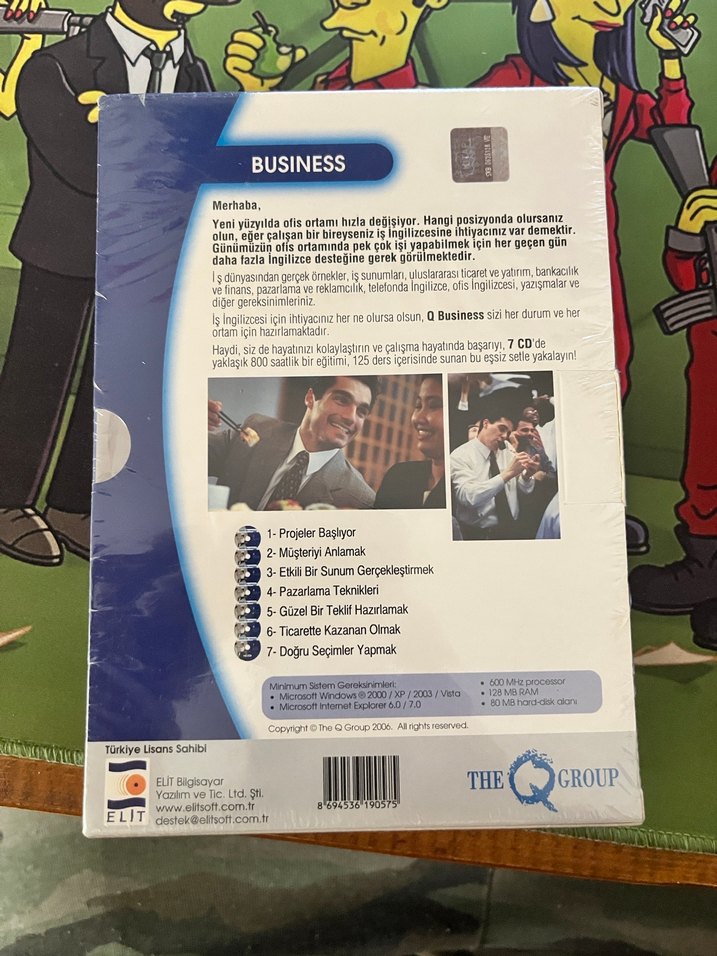 BUSINESS
Merhaba,
Yeni yüzyılda ofis ortamı hızla değişiyor. Hangi posizyonda olursanız
olun, eğer çalışan bir bireyseniz iş İngilizcesine ihtiyacınız var demektir.
Günümüzün ofis ortamında pek çok işi yapabilmek için her geçen gün
daha fazla İngilizce desteğine gerek görülmektedir.
İş dünyasından gerçek örnekler, iş sunumları, uluslararası ticaret ve yatırım, bankacılık
ve finans, pazarlama ve reklamcılık, telefonda İngilizce, ofis İngilizcesi, yazışmalar ve
diğer gereksinimleriniz.
İş İngilizcesi için ihtiyacınız her ne olursa olsun, Q Business sizi her durum ve her
ortam için hazırlamaktadır.
Haydi, siz de hayatınızı kolaylaştırın ve çalışma hayatında başarıyı, 7 CD'de
yaklaşık 800 saatlik bir eğitimi, 125 ders içerisinde sunan bu eşsiz setle yakalayın!
1- Projeler Başlıyor
2- Müşteriyi Anlamak
3- Etkili Bir Sunum Gerçekleştirmek
4- Pazarlama Teknikleri
5- Güzel Bir Teklif Hazırlamak
6- Ticarette Kazanan Olmak
7- Doğru Seçimler Yapmak
Minimum Sistem Gereksinimleri:
• Microsoft Windows ® 2000 / XP / 2003 / Vista
• Microsoft Internet Explorer 6.0 / 7.0
• 600 MHz processor
• 128 MB RAM
• 80 MB hard-disk alanı
Copyright © The Q Group 2006. All rights reserved.
Türkiye Lisans Sahibi
ELİT
ELİT Bilgisayar
Yazılım ve Tic. Ltd. Şti.
www.elitsoft.com.tr
destek@elitsoft.com.tr
8 694536 190575
THE Q GROUP